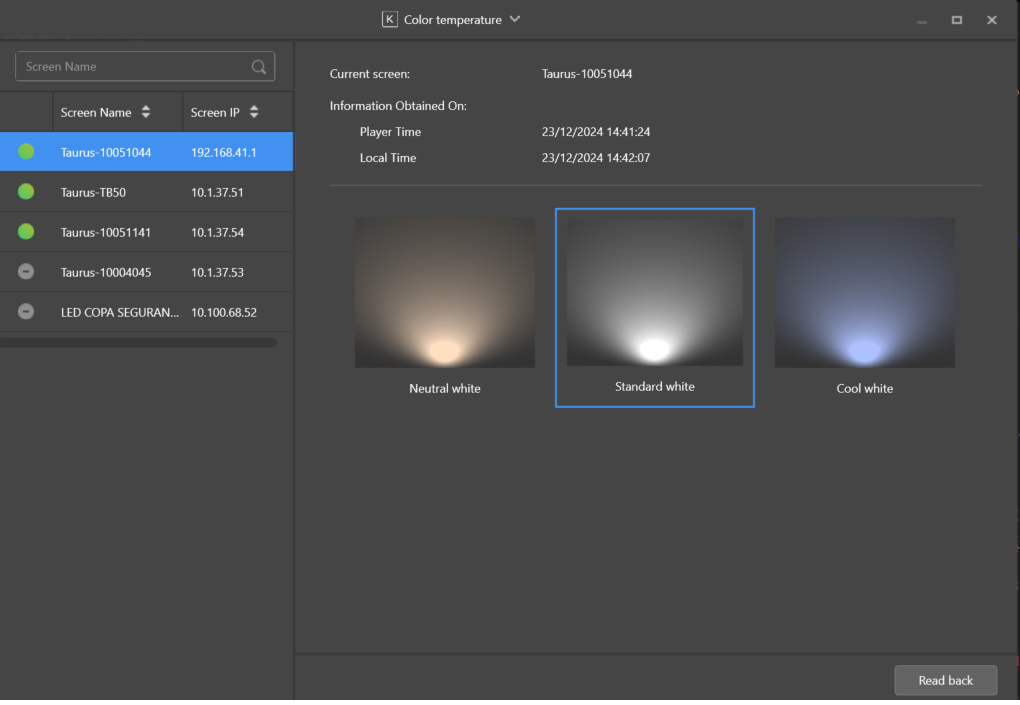 K Color temperature
Screen Name
Screen Name Screen IP
Taurus-10051044 192.168.41.1
Taurus-TB50 10.1.37.51
Taurus-10051141 10.1.37.54
Taurus-10004045 10.1.37.53
LED COPA SEGURAN... 10.100.68.52
Current screen: Taurus-10051044
Information Obtained On:
Player Time 23/12/2024 14:41:24
Local Time 23/12/2024 14:42:07
Neutral white Standard white Cool white
Read back